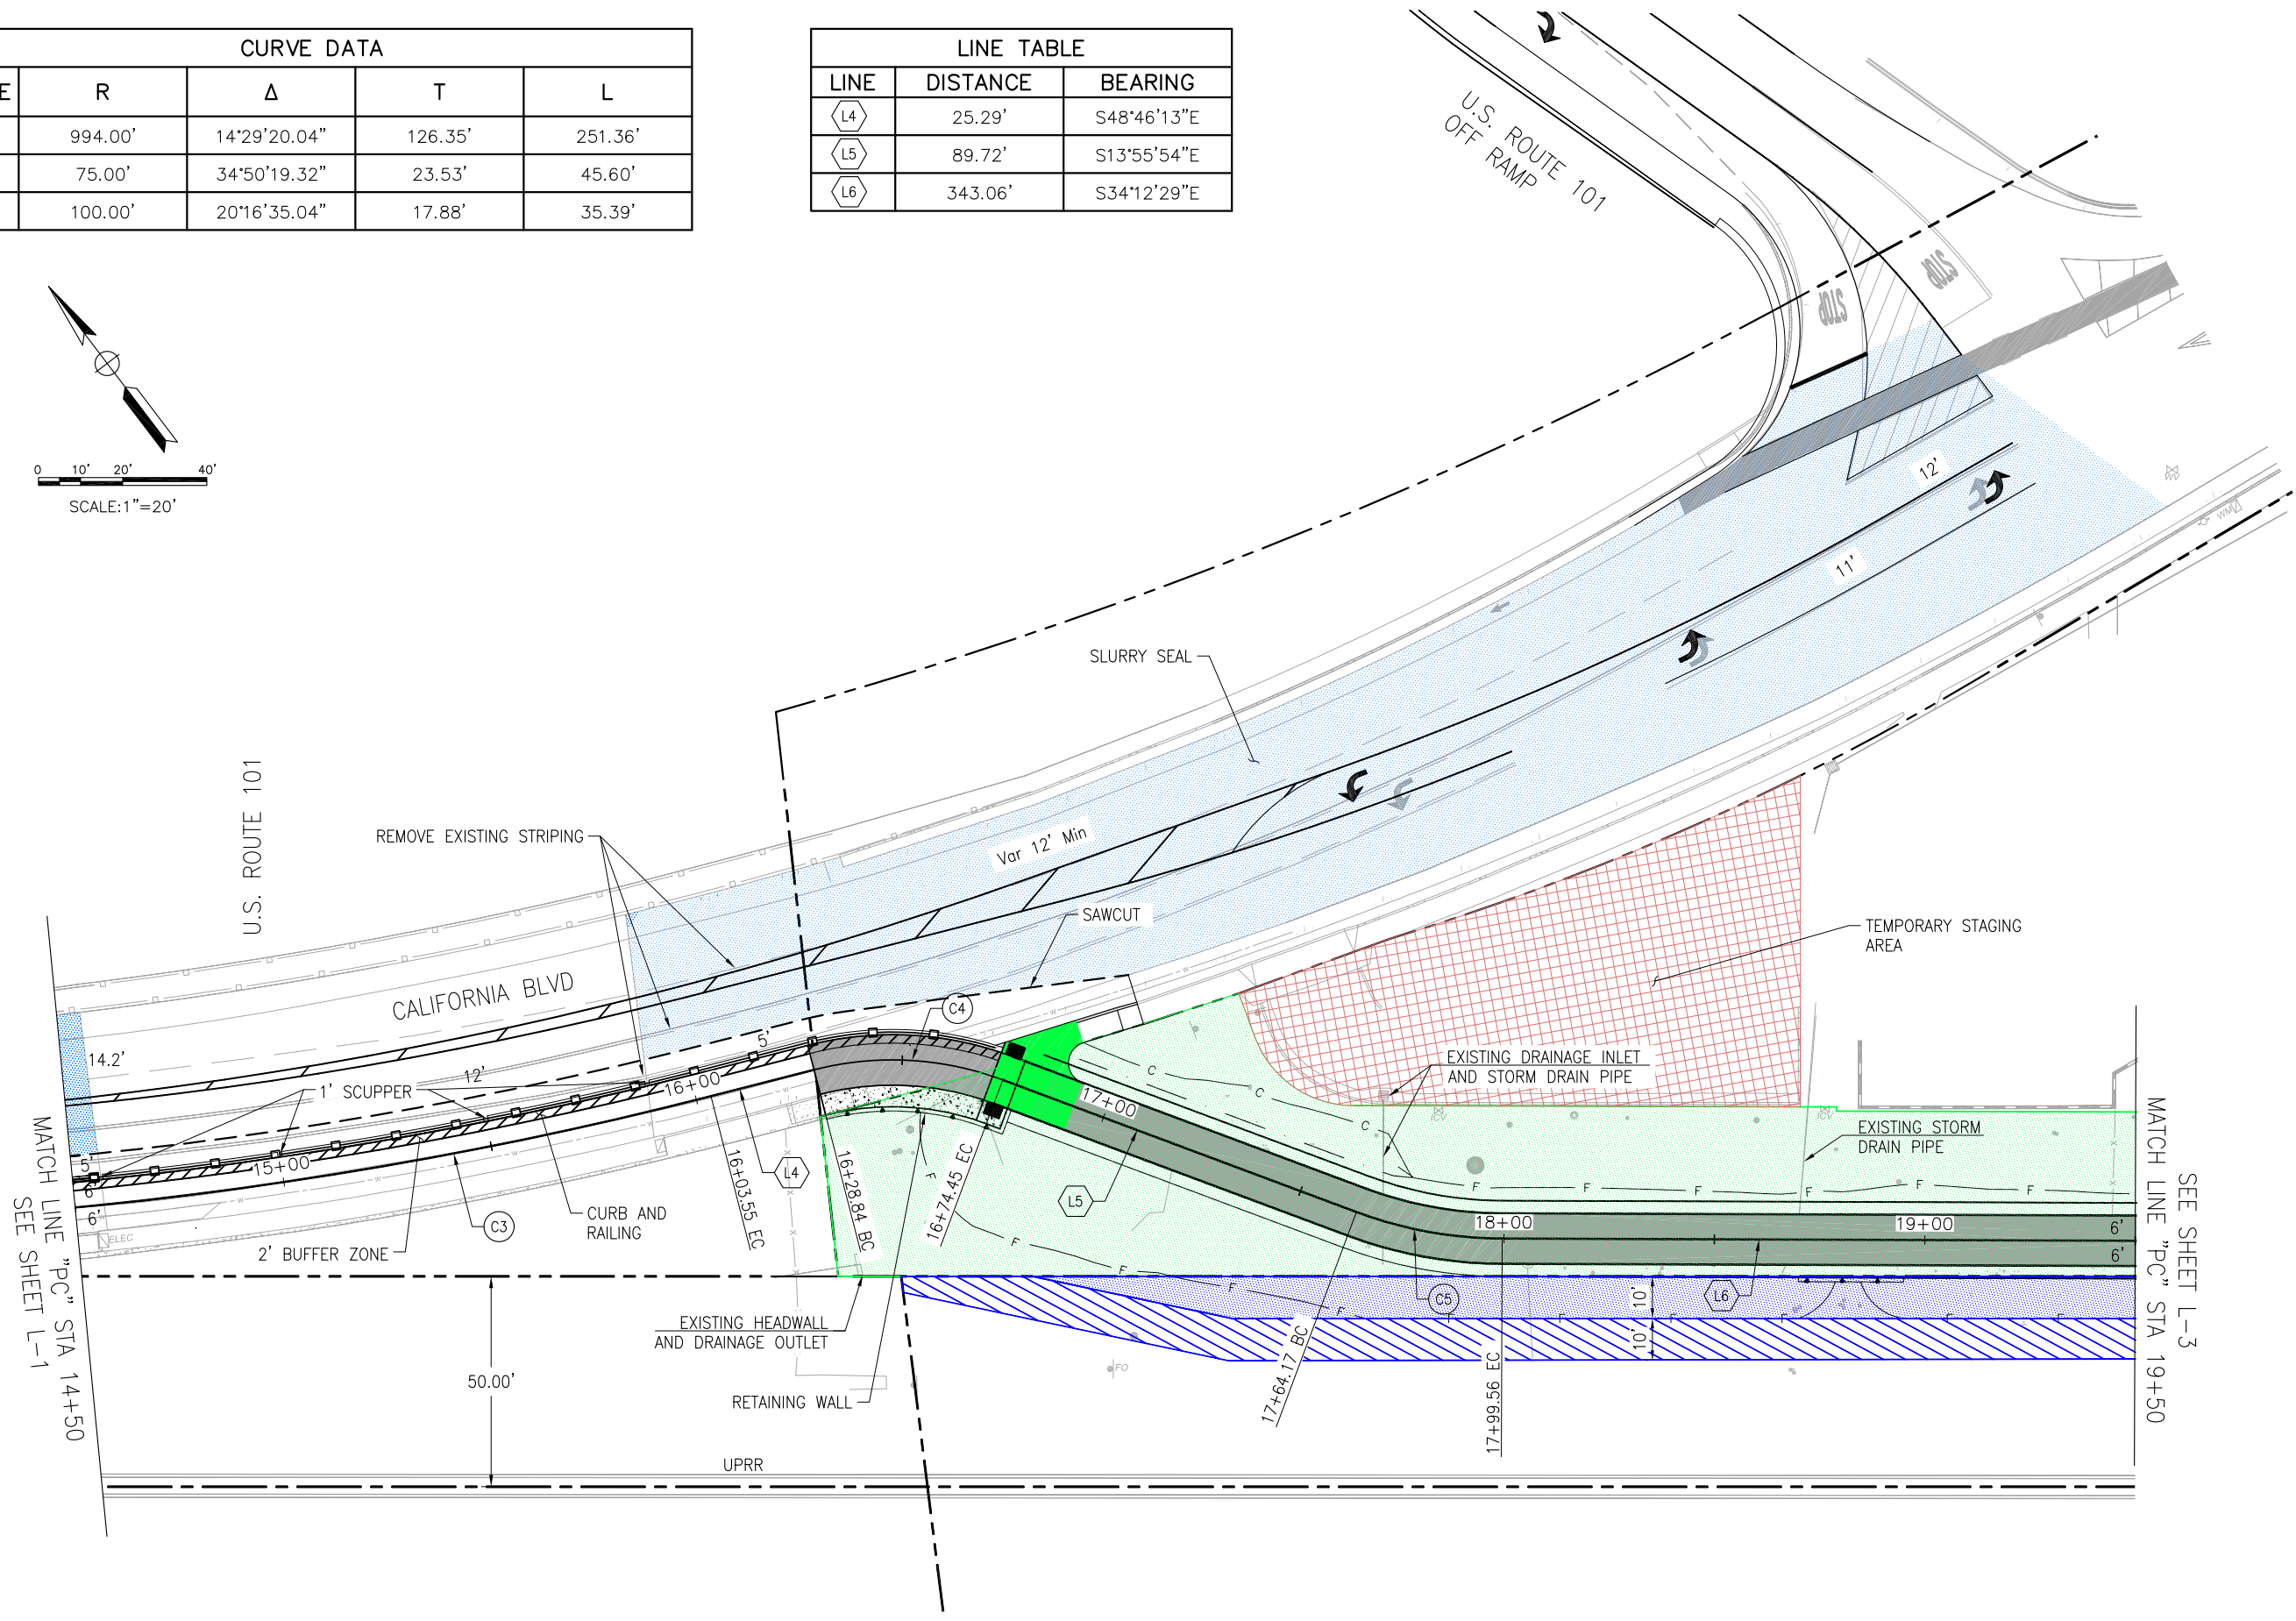 CURVE DATA
E R Δ T L
994.00' 14°29'20.04" 126.35' 251.36'
75.00' 34°50'19.32" 23.53' 45.60'
100.00' 20°16'35.04" 17.88' 35.39'
LINE TABLE
LINE DISTANCE BEARING
L4 25.29' S48°46'13"E
L5 89.72' S13°55'54"E
L6 343.06' S34°12'29"E
U.S. ROUTE 101
OFF RAMP
STOP
STOP
0 10' 20' 40'
SCALE:1"=20'
12'
WM
11'
SLURRY SEAL
U.S. ROUTE 101
REMOVE EXISTING STRIPING
Var 12' Min
SAWCUT
TEMPORARY STAGING
AREA
CALIFORNIA BLVD
C4
5'
14.2'
12'
1' SCUPPER
16+00
15+00
5'
6'
6'
ELEC
2' BUFFER ZONE
C3
CURB AND
RAILING
16+03.55 EC
L4
16+28.84 BC
16+74.45 EC
17+00
L5
C
C
C
EXISTING DRAINAGE INLET
AND STORM DRAIN PIPE
EXISTING STORM
DRAIN PIPE
F
F
F
F
F
F
F
F
F
F
18+00
19+00
6'
6'
C5
L6
10'
10'
17+64.17 BC
17+99.56 EC
EXISTING HEADWALL
AND DRAINAGE OUTLET
RETAINING WALL
FO
50.00'
UPRR
MATCH LINE "PC" STA 14+50
SEE SHEET L-1
MATCH LINE "PC" STA 19+50
SEE SHEET L-3